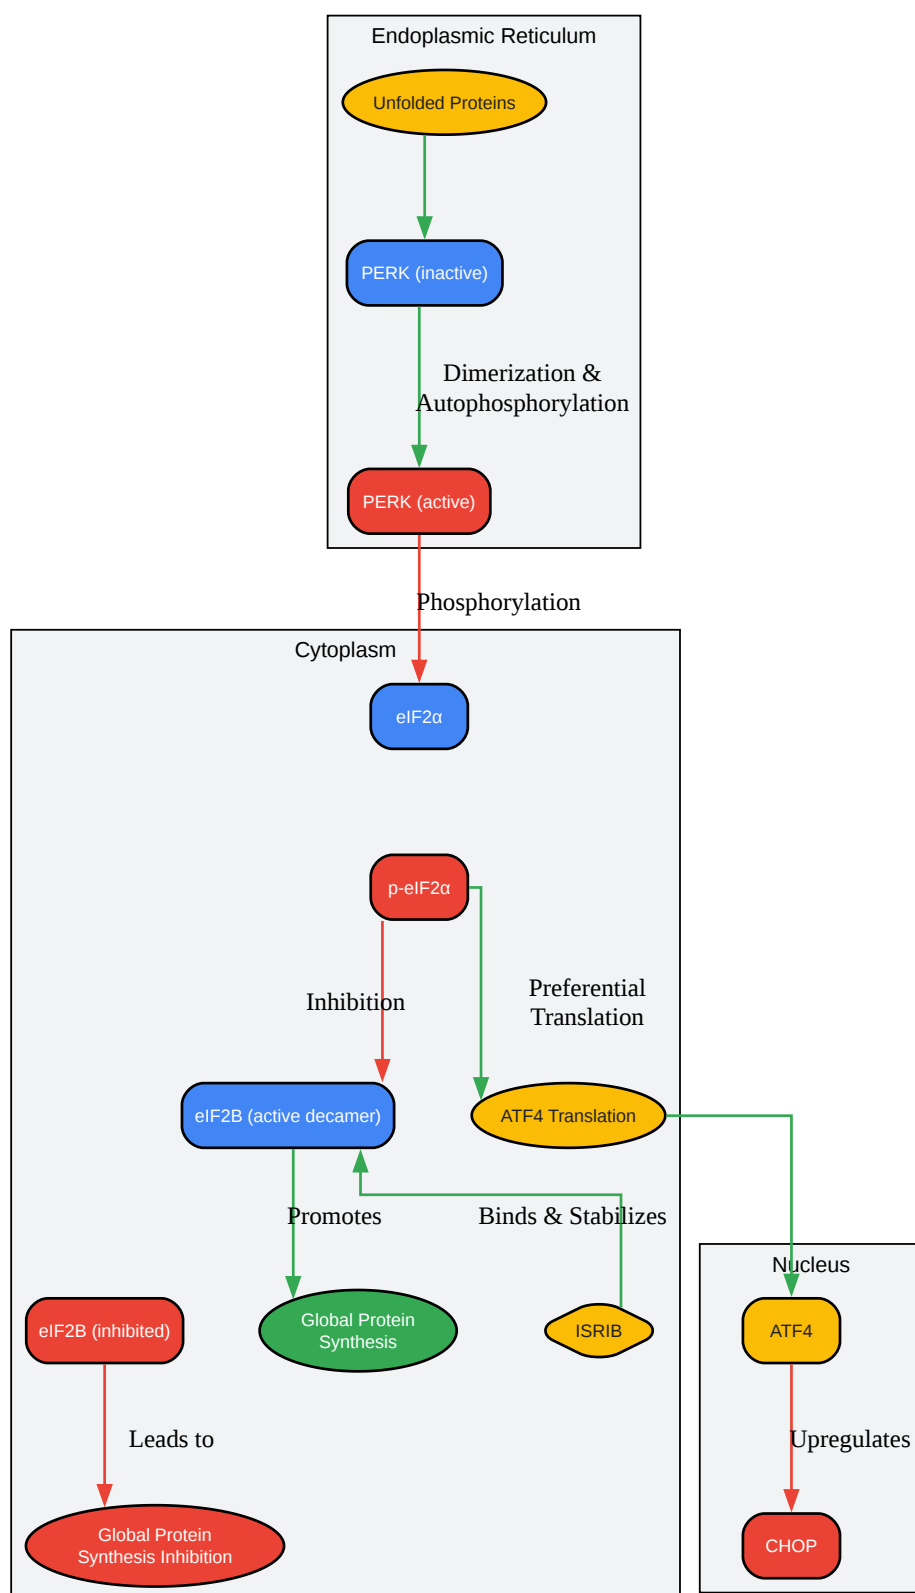 Endoplasmic Reticulum
Unfolded Proteins
PERK (inactive)
Dimerization &
Autophosphorylation
PERK (active)
Phosphorylation
Cytoplasm
eIF2α
p-eIF2α
Inhibition
Preferential
Translation
eIF2B (active decamer)
ATF4 Translation
Promotes
Binds & Stabilizes
Nucleus
eIF2B (inhibited)
Global Protein
Synthesis
ISRIB
ATF4
Leads to
Upregulates
Global Protein
Synthesis Inhibition
CHOP